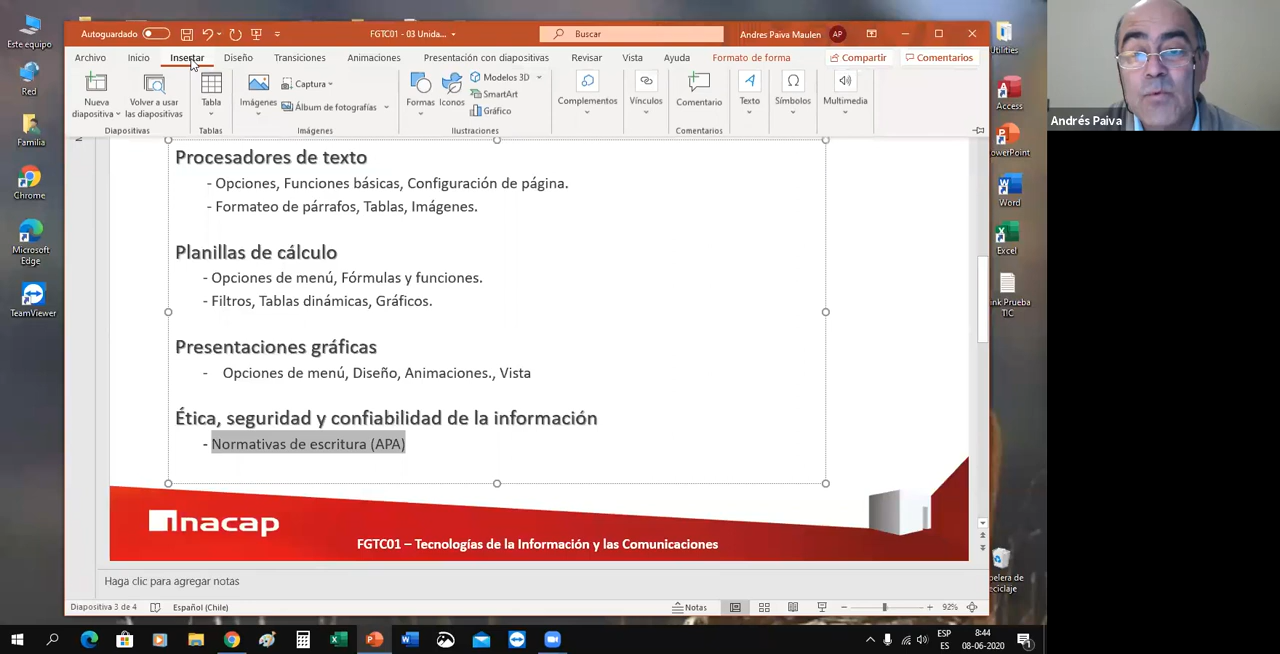 Este equipo
Red
Familia
Chrome
Microsoft
Edge
TeamViewer
Autoguardado
FGTC01 - 03 Unida...
Buscar
Andres Paiva Maulen
AP
Archivo
Inicio
Insertar
Diseño
Transiciones
Animaciones
Presentación con diapositivas
Revisar
Vista
Ayuda
Formato de forma
Compartir
Comentarios
Nueva
diapositiva
Volver a usar
las diapositivas
Diapositivas
Tabla
Tablas
Imágenes
Captura
Álbum de fotografías
Imágenes
Formas
Iconos
Modelos 3D
SmartArt
Gráfico
Ilustraciones
Complementos
Vínculos
Comentario
Comentarios
Texto
Símbolos
Multimedia
Procesadores de texto
- Opciones, Funciones básicas, Configuración de página.
- Formateo de párrafos, Tablas, Imágenes.
Planillas de cálculo
- Opciones de menú, Fórmulas y funciones.
- Filtros, Tablas dinámicas, Gráficos.
Presentaciones gráficas
- Opciones de menú, Diseño, Animaciones., Vista
Ética, seguridad y confiabilidad de la información
- Normativas de escritura (APA)
Inacap
FGTC01 – Tecnologías de la Información y las Comunicaciones
Haga clic para agregar notas
Diapositiva 3 de 4
Español (Chile)
Notas
92%
Utilities
Access
PowerPoint
Word
Excel
nk Prueba
TIC
pelera de
eciclaje
Andrés Paiva
ESP
ES
8:44
08-06-2020
1